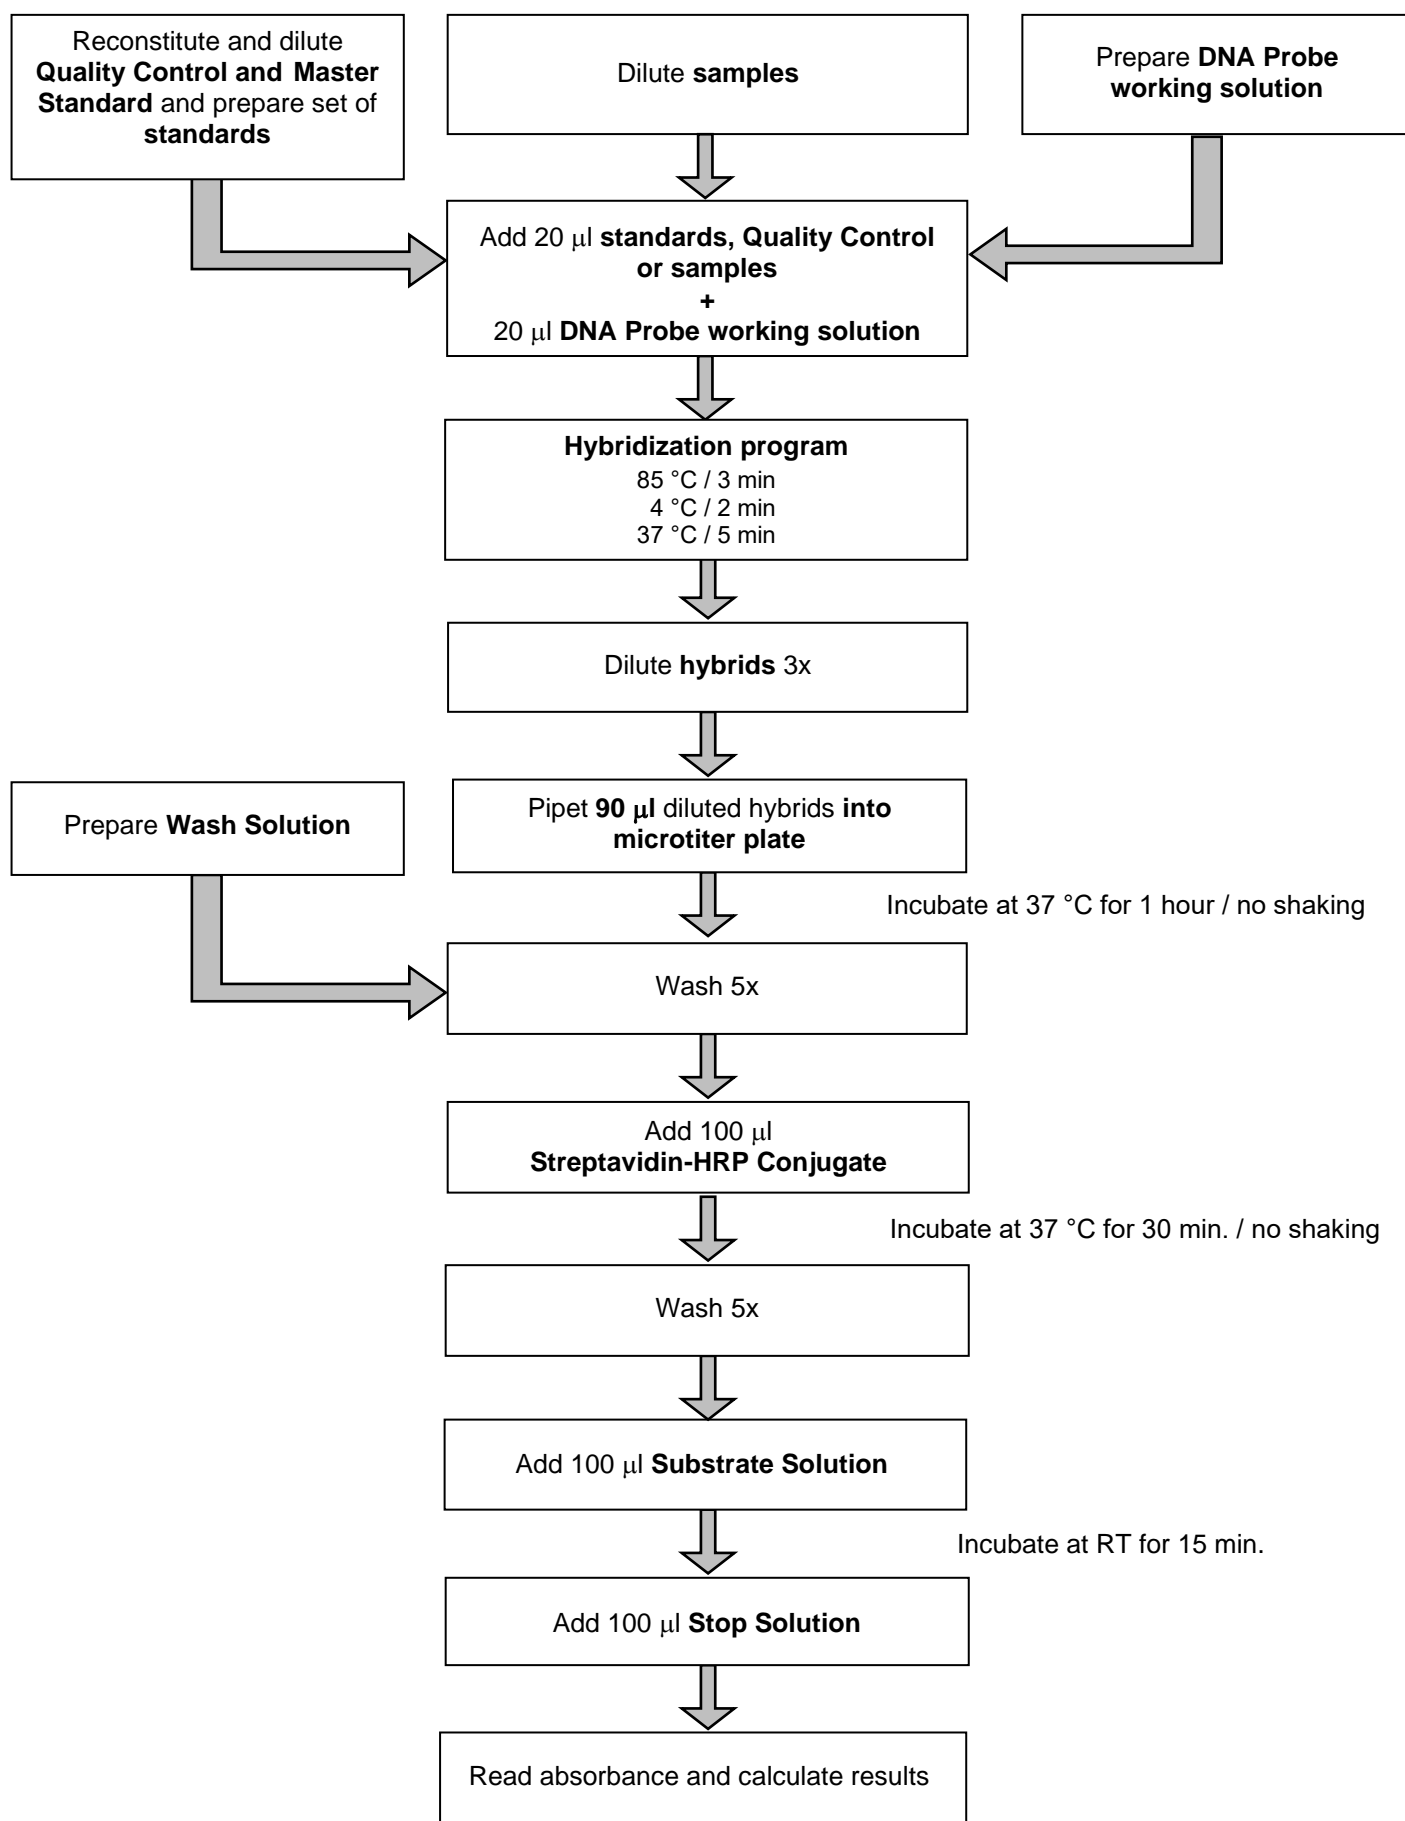 Reconstitute and dilute
Quality Control and Master
Standard and prepare set of
standards
Dilute samples
Prepare DNA Probe
working solution
Add 20 µl standards, Quality Control
or samples
+
20 µl DNA Probe working solution
Hybridization program
85 °C / 3 min
4 °C / 2 min
37 °C / 5 min
Dilute hybrids 3x
Prepare Wash Solution
Pipet 90 µl diluted hybrids into
microtiter plate
Incubate at 37 °C for 1 hour / no shaking
Wash 5x
Add 100 µl
Streptavidin-HRP Conjugate
Incubate at 37 °C for 30 min. / no shaking
Wash 5x
Add 100 µl Substrate Solution
Incubate at RT for 15 min.
Add 100 µl Stop Solution
Read absorbance and calculate results